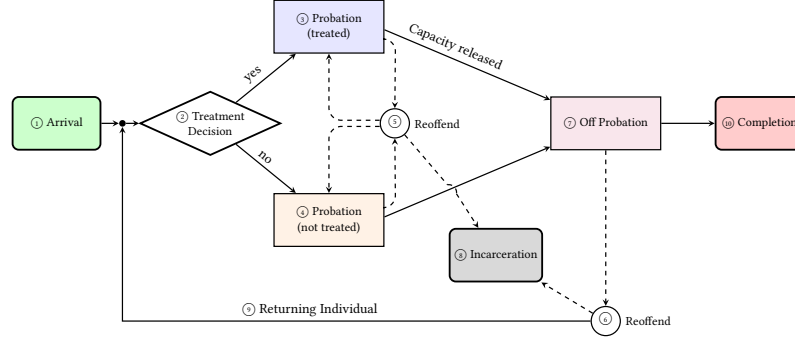 ③ Probation
(treated)
Capacity released
yes
① Arrival
② Treatment
Decision
⑤
Reoffend
⑦ Off Probation
⑩ Completion
no
④ Probation
(not treated)
⑧ Incarceration
⑨ Returning Individual
⑥
Reoffend